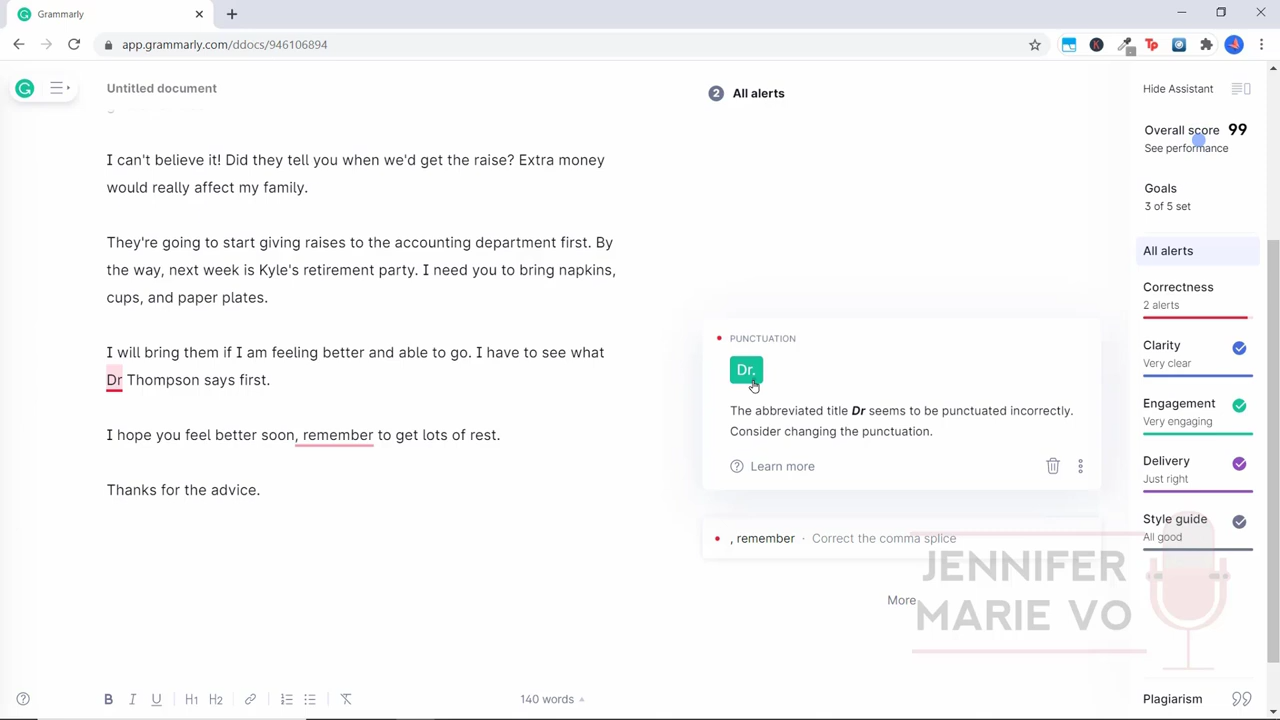 Grammarly
app.grammarly.com/ddocs/946106894
Untitled document
I can't believe it! Did they tell you when we'd get the raise? Extra money
would really affect my family.
They're going to start giving raises to the accounting department first. By
the way, next week is Kyle's retirement party. I need you to bring napkins,
cups, and paper plates.
I will bring them if I am feeling better and able to go. I have to see what
Dr Thompson says first.
I hope you feel better soon, remember to get lots of rest.
Thanks for the advice.
B I U H1 H2
140 words
2 All alerts
PUNCTUATION
Dr.
The abbreviated title Dr seems to be punctuated incorrectly.
Consider changing the punctuation.
Learn more
, remember · Correct the comma splice
More
Hide Assistant
Overall score 99
See performance
Goals
3 of 5 set
All alerts
Correctness
2 alerts
Clarity
Very clear
Engagement
Very engaging
Delivery
Just right
Style guide
All good
Plagiarism
JENNIFER
MARIE VO